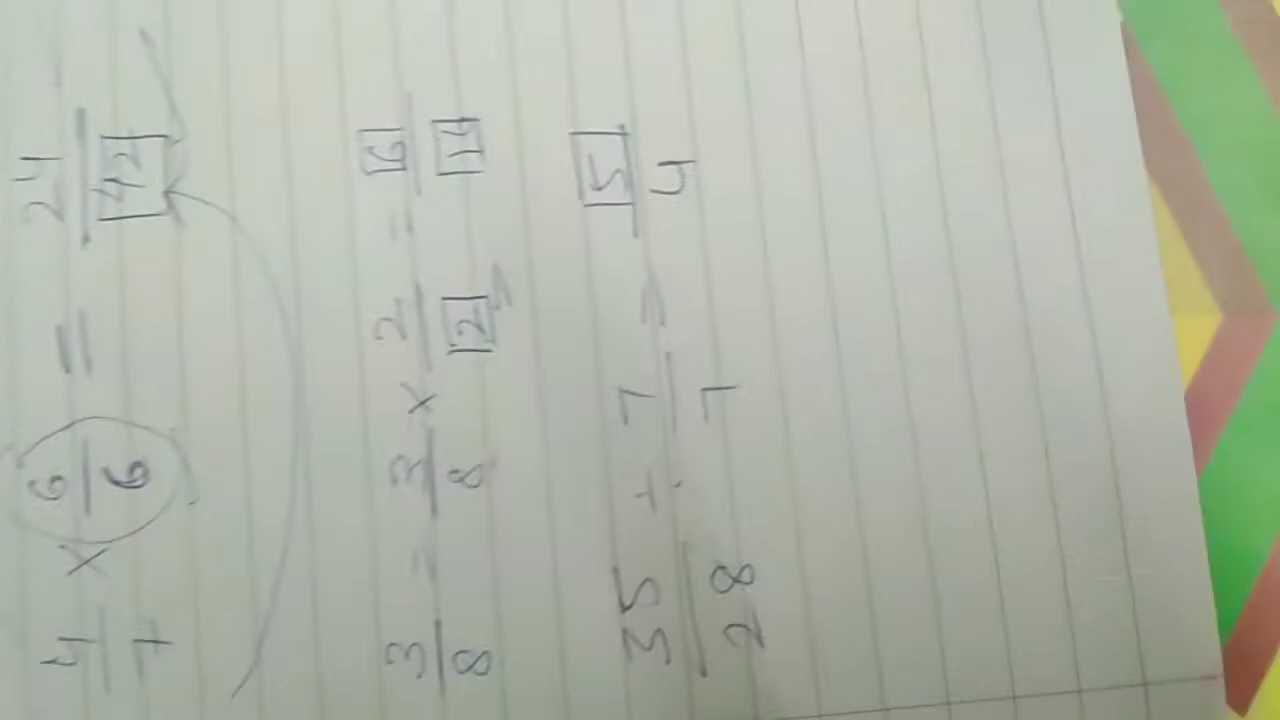 4/7 × 6/6 = 24/42
3/8 = 3/8 × 2/2 = 6/14
35/28 ÷ 7/7 = 5/4